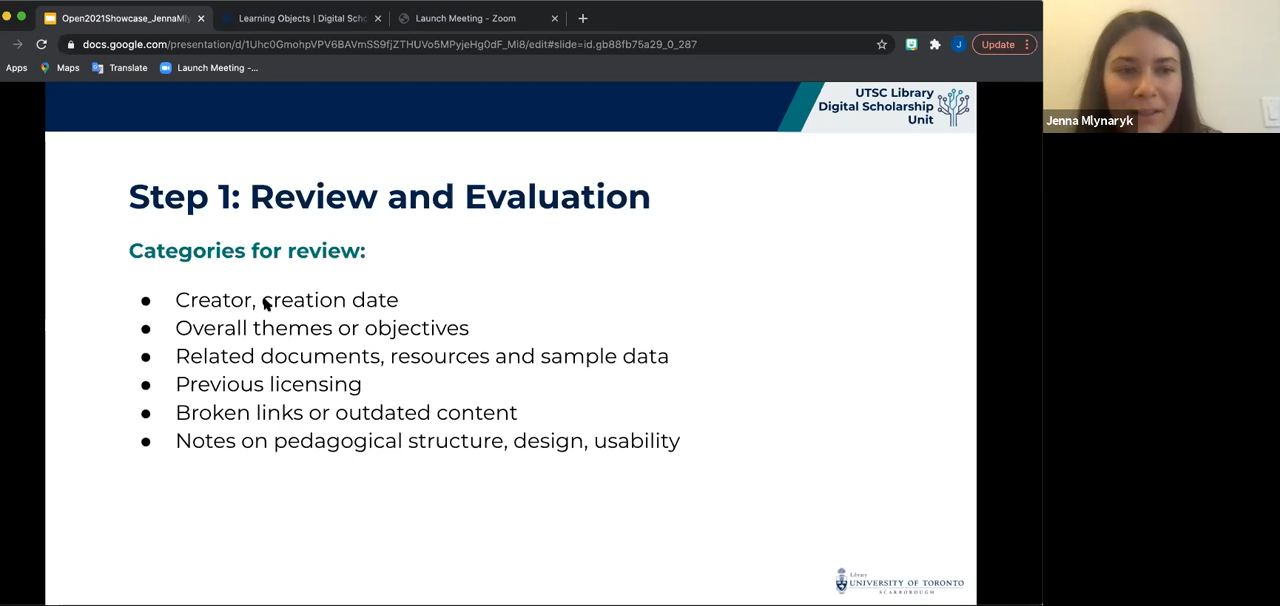 Open2021Showcase_JennaMly
Learning Objects | Digital Scho
Launch Meeting - Zoom
docs.google.com/presentation/d/1Uhc0GmohpVPV6BAVmSS9fjZTHUVo5MPyjeHg0dF_Mi8/edit#slide=id.gb88fb75a29_0_287
J
Update
Apps
Maps
Translate
Launch Meeting -...
UTSC Library
Digital Scholarship
Unit
Jenna Mlynaryk
Step 1: Review and Evaluation
Categories for review:
● Creator, creation date
● Overall themes or objectives
● Related documents, resources and sample data
● Previous licensing
● Broken links or outdated content
● Notes on pedagogical structure, design, usability
Library
UNIVERSITY OF TORONTO
SCARBOROUGH